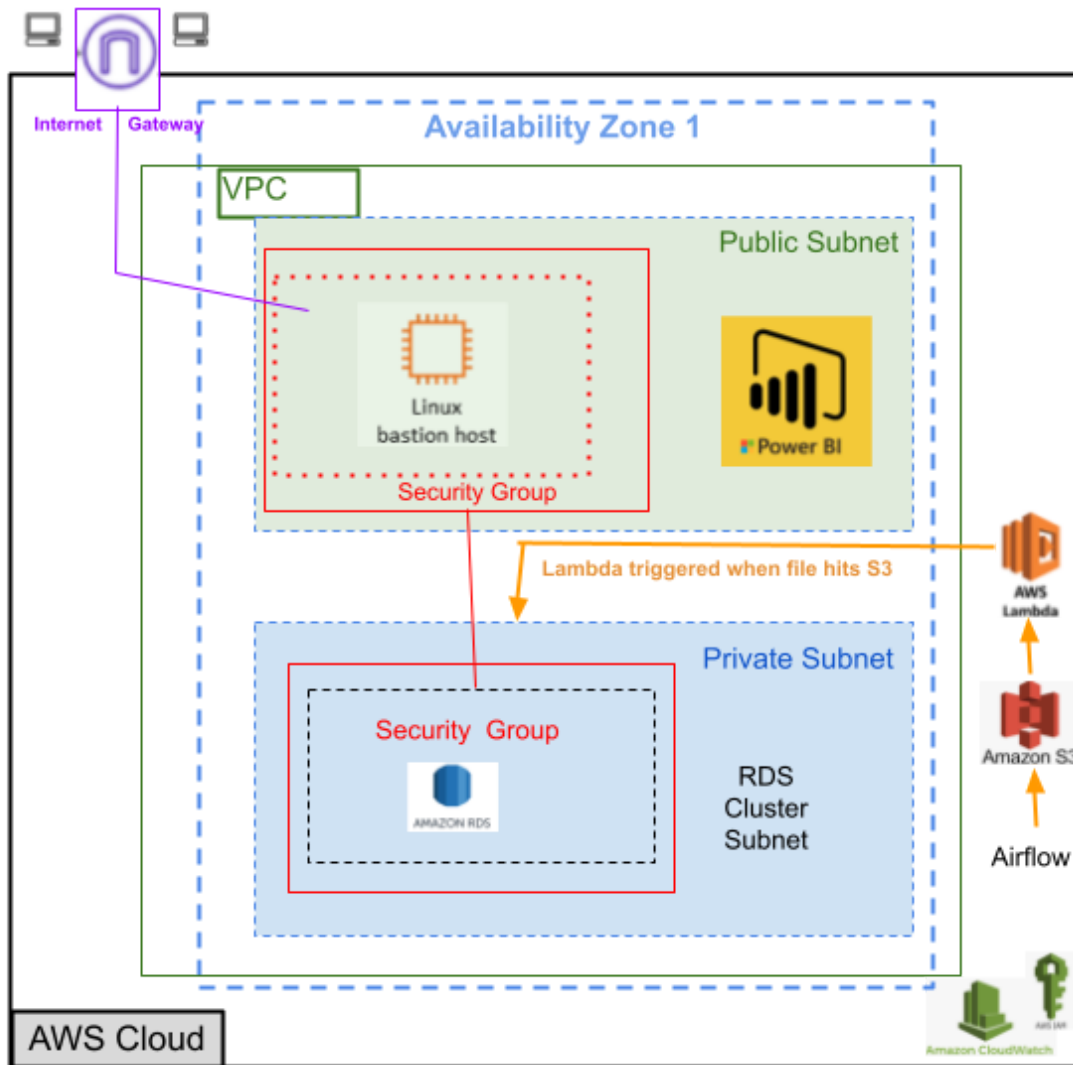 Internet Gateway
Availability Zone 1
VPC
Public Subnet
Linux
bastion host
Power BI
Security Group
Lambda triggered when file hits S3
AWS
Lambda
Private Subnet
Security Group
Amazon S3
RDS
Cluster
Subnet
AMAZON RDS
Airflow
AWS IAM
AWS Cloud
Amazon CloudWatch